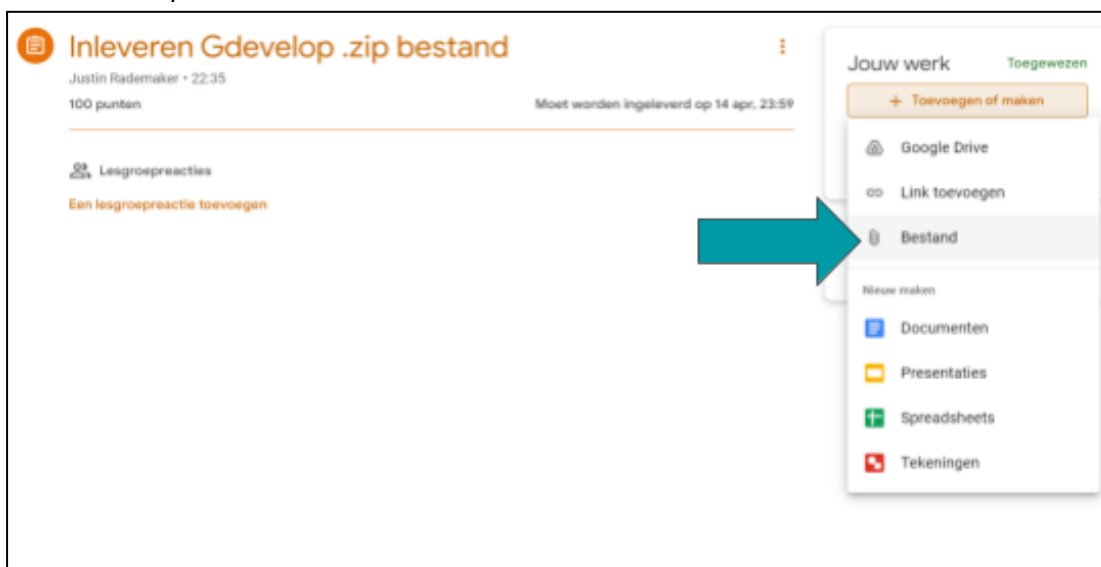 Inleveren Gdevelop .zip bestand
Justin Rademaker • 22:35
100 punten
Moet worden ingeleverd op 14 apr, 23:59
Lesgroepreacties
Een lesgroepreactie toevoegen
Jouw werk
Toegewezen
+ Toevoegen of maken
Google Drive
Link toevoegen
Bestand
Nieuw maken
Documenten
Presentaties
Spreadsheets
Tekeningen